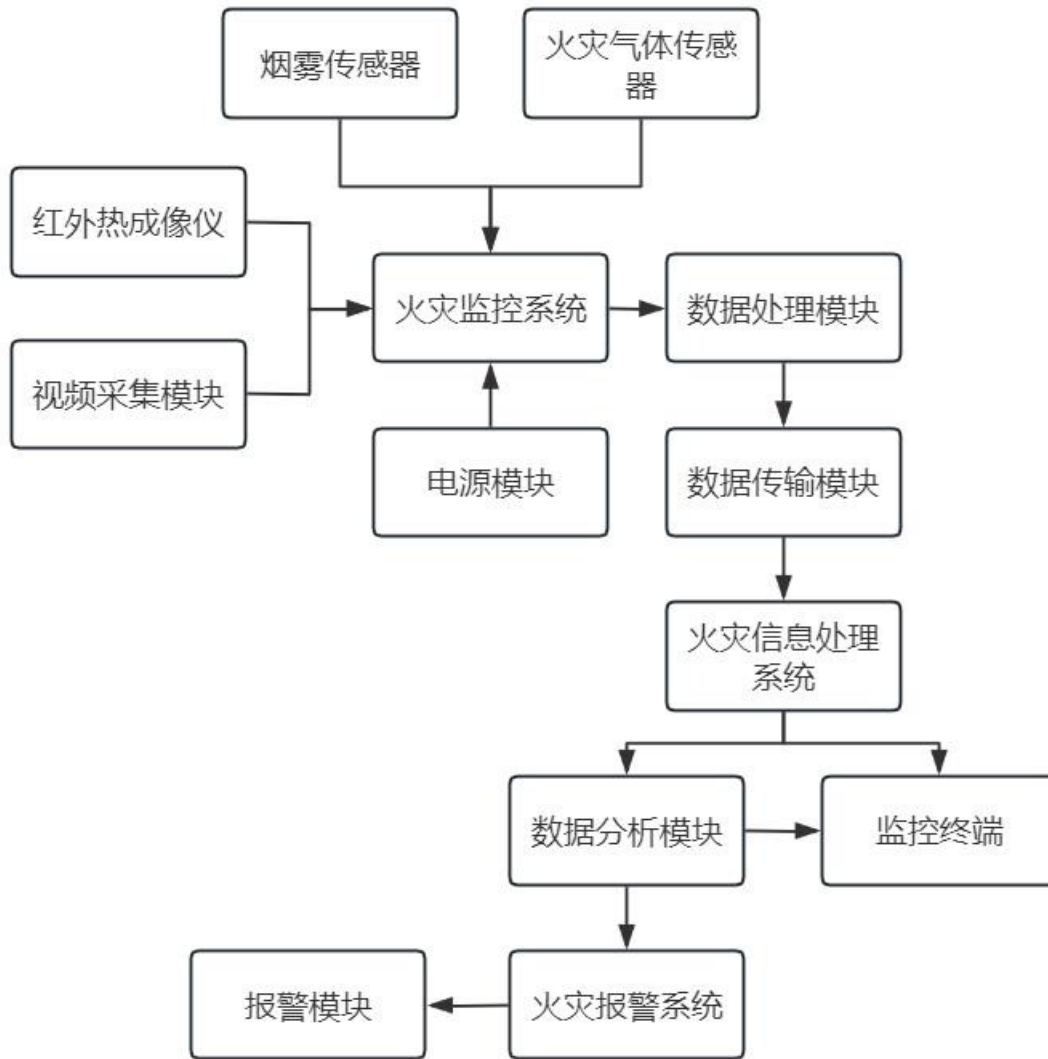 烟雾传感器
火灾气体传感
器
红外热成像仪
火灾监控系统
数据处理模块
视频采集模块
电源模块
数据传输模块
火灾信息处理
系统
数据分析模块
监控终端
报警模块
火灾报警系统